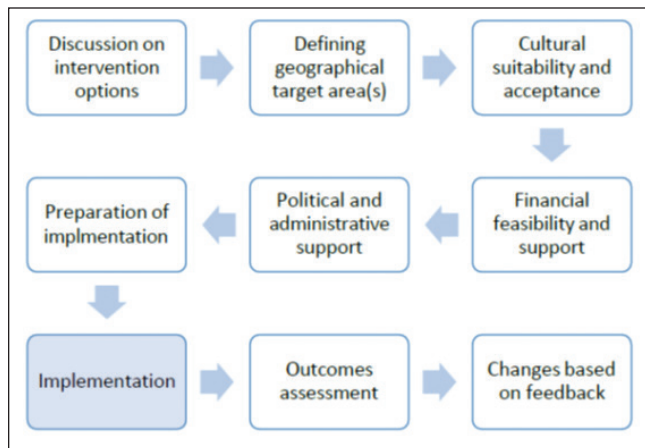 Discussion on
intervention
options
Defining
geographical
target area(s)
Cultural
suitability and
acceptance
Financial
feasibility and
support
Political and
administrative
support
Preparation of
implmentation
Implementation
Outcomes
assessment
Changes based
on feedback